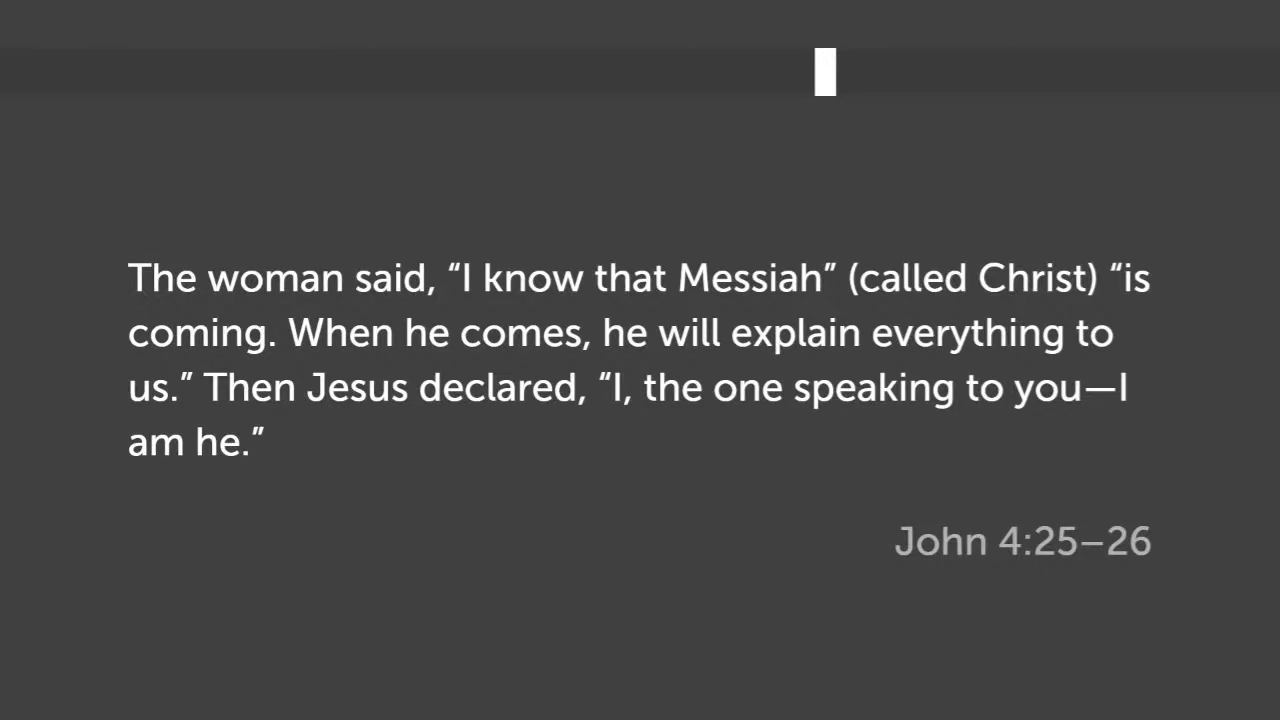 The woman said, “I know that Messiah” (called Christ) “is
coming. When he comes, he will explain everything to
us.” Then Jesus declared, “I, the one speaking to you—I
am he.”
John 4:25–26